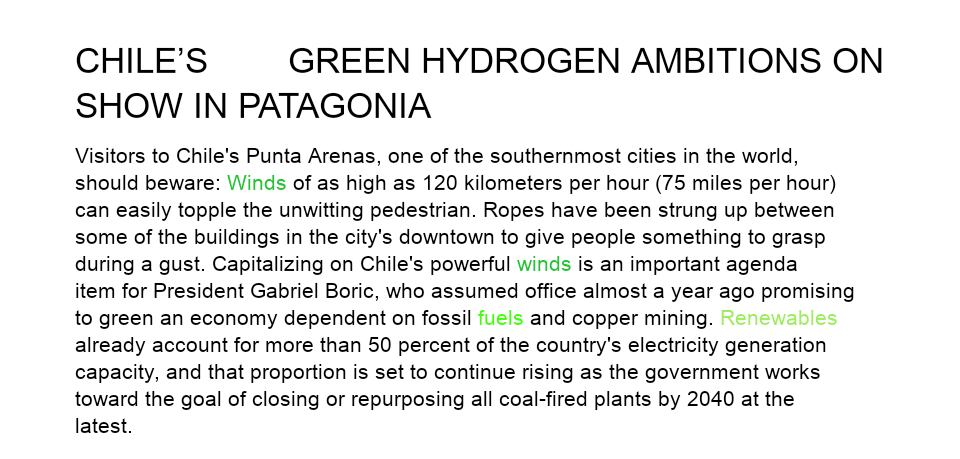 CHILE’S GREEN HYDROGEN AMBITIONS ON
SHOW IN PATAGONIA
Visitors to Chile's Punta Arenas, one of the southernmost cities in the world,
should beware: Winds of as high as 120 kilometers per hour (75 miles per hour)
can easily topple the unwitting pedestrian. Ropes have been strung up between
some of the buildings in the city's downtown to give people something to grasp
during a gust. Capitalizing on Chile's powerful winds is an important agenda
item for President Gabriel Boric, who assumed office almost a year ago promising
to green an economy dependent on fossil fuels and copper mining. Renewables
already account for more than 50 percent of the country's electricity generation
capacity, and that proportion is set to continue rising as the government works
toward the goal of closing or repurposing all coal-fired plants by 2040 at the
latest.